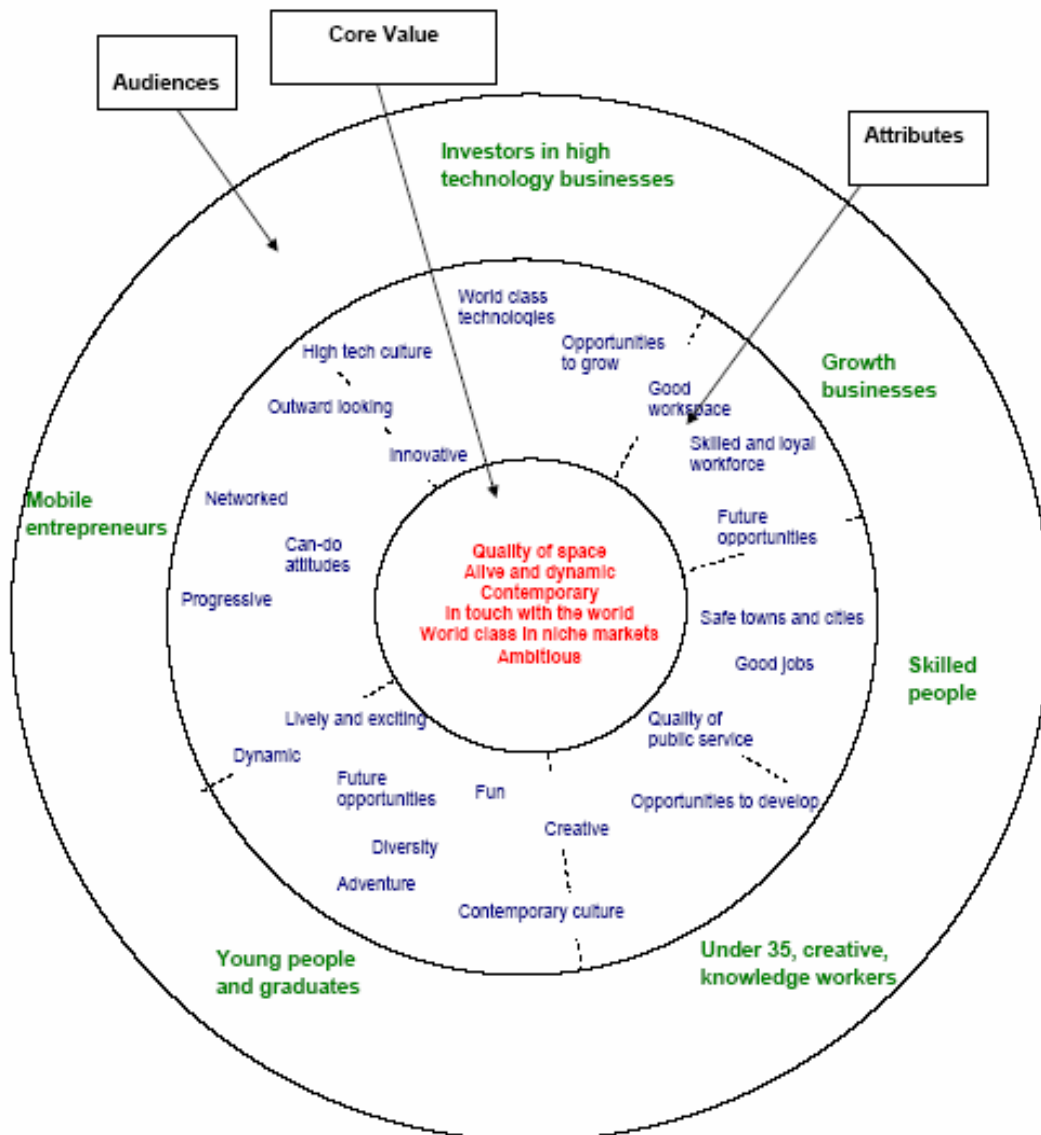 Core Value
Audiences
Attributes
Investors in high
technology businesses
World class
technologies
Opportunities
to grow
High tech culture
Growth
businesses
Good
workspace
Outward looking
Skilled and loyal
workforce
Innovative
Mobile
entrepreneurs
Networked
Future
opportunities
Can-do
attitudes
Quality of space
Alive and dynamic
Contemporary
In touch with the world
World class in niche markets
Ambitious
Progressive
Safe towns and cities
Good jobs
Skilled
people
Lively and exciting
Quality of
public service
Dynamic
Future
opportunities
Fun
Opportunities to develop
Creative
Diversity
Adventure
Contemporary culture
Young people
and graduates
Under 35, creative,
knowledge workers